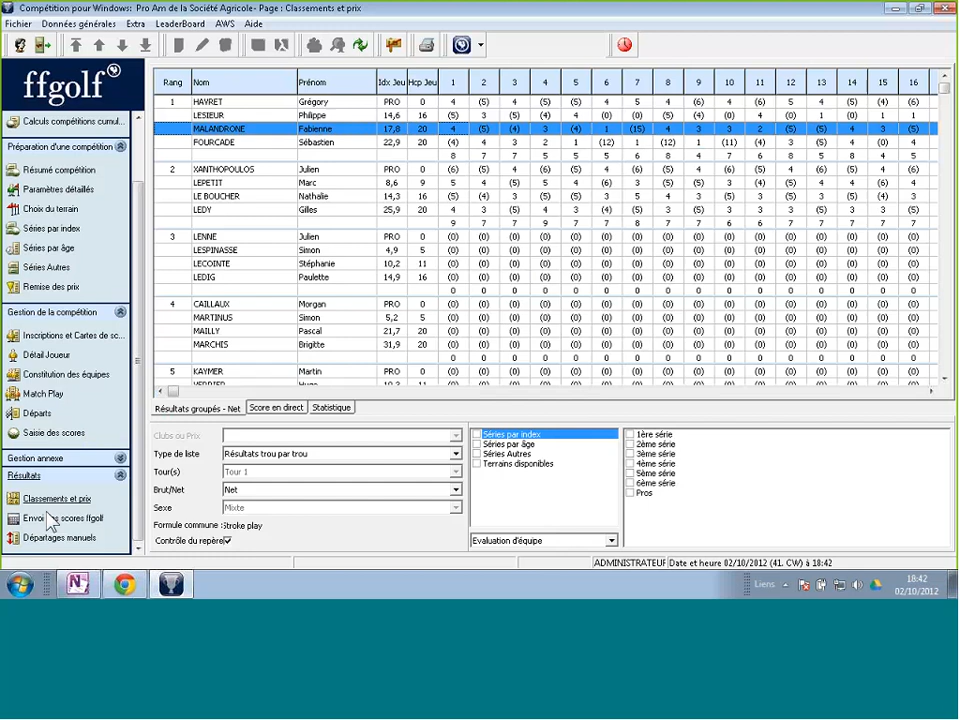 Compétition pour Windows: Pro Am de la Société Agricole- Page : Classements et prix
Fichier Données générales Extra LeaderBoard AWS Aide
ffgolf
Calculs compétitions cumul...
Préparation d'une compétition
Résumé compétition
Paramètres détaillés
Choix du terrain
Séries par index
Séries par âge
Séries Autres
Remise des prix
Gestion de la compétition
Inscriptions et Cartes de sc...
Détail Joueur
Constitution des équipes
Match Play
Départs
Saisie des scores
Gestion annexe
Résultats
Classements et prix
Envoi scores ffgolf
Départages manuels
Rang Nom Prénom Idx Jeu Hcp Jeu 1 2 3 4 5 6 7 8 9 10 11 12 13 14 15 16
1 HAYRET Grégory PRO 0 4 (5) 4 (5) (5) 4 (5) 4 (6) 4 (6) 5 4 (5) (4) (6)
LESIEUR Philippe 14,6 16 (5) 3 (5) (4) 4 (0) (0) (5) (4) (0) 4 (0) 1 (0) 1 1
MALANDRONE Fabienne 17,8 20 4 (5) (4) 3 (4) 1 (15) 4 3 3 2 (5) (5) 4 3 (5)
FOURCADE Sébastien 22,9 20 (4) 4 3 2 1 (12) 1 (12) 1 (11) (4) 3 (5) 4 (0) 4
8 7 7 5 5 5 6 8 4 7 6 8 5 8 4 5
2 XANTHOPOULOS Julien PRO 0 (6) (5) 4 (5) (5) 4 (6) (5) 4 (6) (5) 4 (6) (5) 4 (6)
LEPETIT Marc 8,6 9 5 4 (5) 5 4 (6) 3 (5) (5) 3 (4) (5) 4 (6) (6) 4
LE BOUCHER Nathalie 14,3 16 (5) (4) 3 (5) (5) 3 5 4 3 (5) 3 (5) 3 (5) (4) 3
LEDY Gilles 25,9 20 4 3 (5) 4 (6) (4) (5) 3 (5) 3 (5) 3 (5) 3 3 (5)
9 7 7 9 7 7 8 7 7 6 7 7 7 7 7 7
3 LENNE Julien PRO 0 (0) (0) (0) (0) (0) (0) (0) (0) (0) (0) (0) (0) (0) (0) (0) (0)
LESPINASSE Simon 4,9 5 (0) (0) (0) (0) (0) (0) (0) (0) (0) (0) (0) (0) (0) (0) (0) (0)
LECOINTE Stéphanie 10,2 11 (0) (0) (0) (0) (0) (0) (0) (0) (0) (0) (0) (0) (0) (0) (0) (0)
LEDIG Paulette 14,9 16 (0) (0) (0) (0) (0) (0) (0) (0) (0) (0) (0) (0) (0) (0) (0) (0)
0 0 0 0 0 0 0 0 0 0 0 0 0 0 0 0
4 CAILLAUX Morgan PRO 0 (0) (0) (0) (0) (0) (0) (0) (0) (0) (0) (0) (0) (0) (0) (0) (0)
MARTINUS Simon 5,2 5 (0) (0) (0) (0) (0) (0) (0) (0) (0) (0) (0) (0) (0) (0) (0) (0)
MAILLY Pascal 21,7 20 (0) (0) (0) (0) (0) (0) (0) (0) (0) (0) (0) (0) (0) (0) (0) (0)
MARCHIS Brigitte 31,9 20 (0) (0) (0) (0) (0) (0) (0) (0) (0) (0) (0) (0) (0) (0) (0) (0)
0 0 0 0 0 0 0 0 0 0 0 0 0 0 0 0
5 KAYMER Martin PRO 0 (0) (0) (0) (0) (0) (0) (0) (0) (0) (0) (0) (0) (0) (0) (0) (0)
Résultats groupés - Net Score en direct Statistique
Clubs ou Prix
Type de liste Résultats trou par trou
Tour(s) Tour 1
Brut/Net Net
Sexe Mixte
Formule commune :Stroke play
Contrôle du repère
Séries par index
Séries par âge
Séries Autres
Terrains disponibles
Evaluation d'équipe
1ère série
2ème série
3ème série
4ème série
5ème série
6ème série
Pros
ADMINISTRATEUR Date et heure 02/10/2012 (41. CW) à 18:42
Liens
18:42
02/10/2012